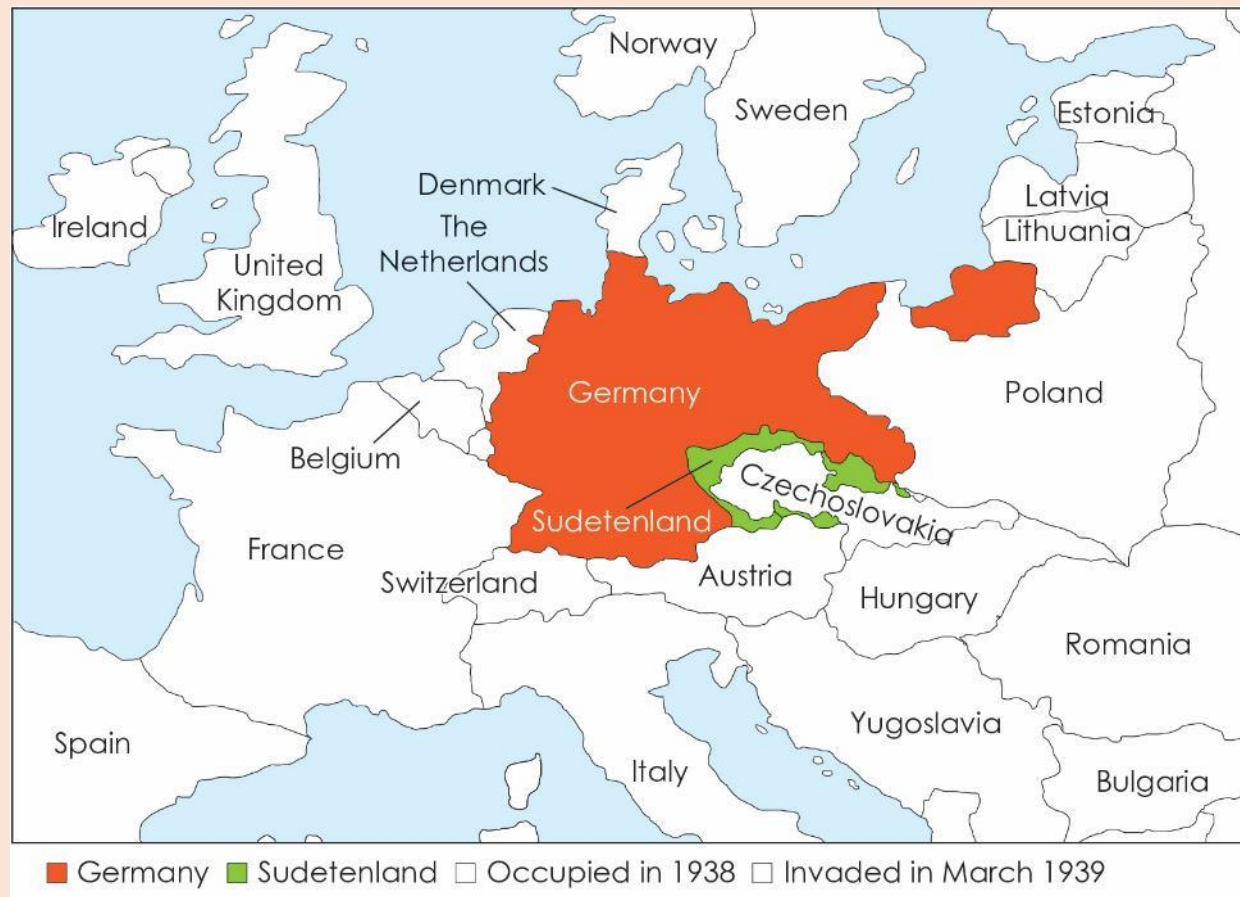 Norway
Sweden
Estonia
Denmark
Latvia
Ireland
The
Netherlands
Lithuania
United
Kingdom
Germany
Poland
Belgium
Czechoslovakia
Sudetenland
France
Switzerland
Austria
Hungary
Romania
Yugoslavia
Spain
Italy
Bulgaria
Germany Sudetenland Occupied in 1938 Invaded in March 1939